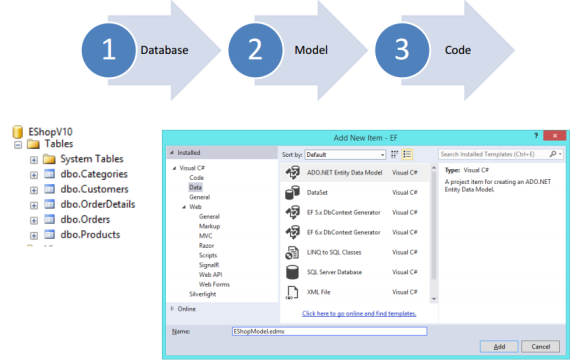 1 Database 2 Model 3 Code
EShopV10
Tables
System Tables
dbo.Categories
dbo.Customers
dbo.OrderDetails
dbo.Orders
dbo.Products
Add New Item - EF
? ×
Installed
Visual C#
Code
Data
General
Web
General
Markup
MVC
Razor
Scripts
SignalR
Web API
Web Forms
Silverlight
Online
Sort by: Default
ADO.NET Entity Data Model Visual C#
DataSet Visual C#
EF 5.x DbContext Generator Visual C#
EF 6.x DbContext Generator Visual C#
LINQ to SQL Classes Visual C#
SQL Server Database Visual C#
XML File Visual C#
Click here to go online and find templates.
Search Installed Templates (Ctrl+E)
Type: Visual C#
A project item for creating an ADO.NET
Entity Data Model.
Name: EShopModel.edmx
Add Cancel